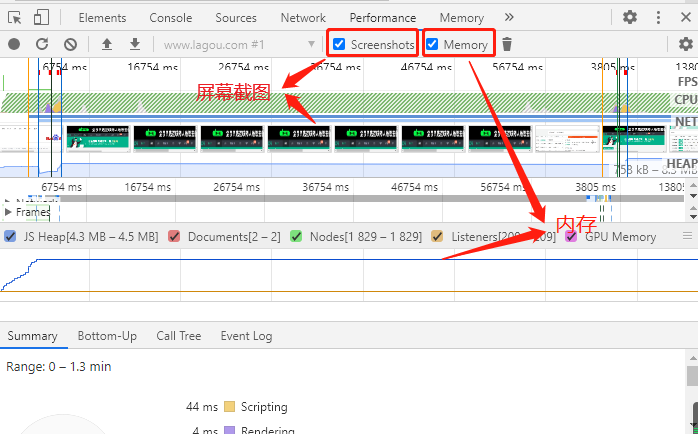 Elements Console Sources Network Performance Memory »
www.lagou.com #1 Screenshots Memory
6754 ms 16754 ms 26754 ms 36754 ms 46754 ms 56754 ms 3805 ms 13805
FPS
CPU
屏幕截图
NET
HEAP
758 kB – 8.5 MB
6754 ms 16754 ms 26754 ms 36754 ms 46754 ms 56754 ms 3805 ms 13805
Network
Frames
内存
JS Heap[4.3 MB – 4.5 MB] Documents[2 – 2] Nodes[1 829 – 1 829] Listeners[209 – 209] GPU Memory
Summary Bottom-Up Call Tree Event Log
Range: 0 – 1.3 min
44 ms Scripting
4 ms Rendering